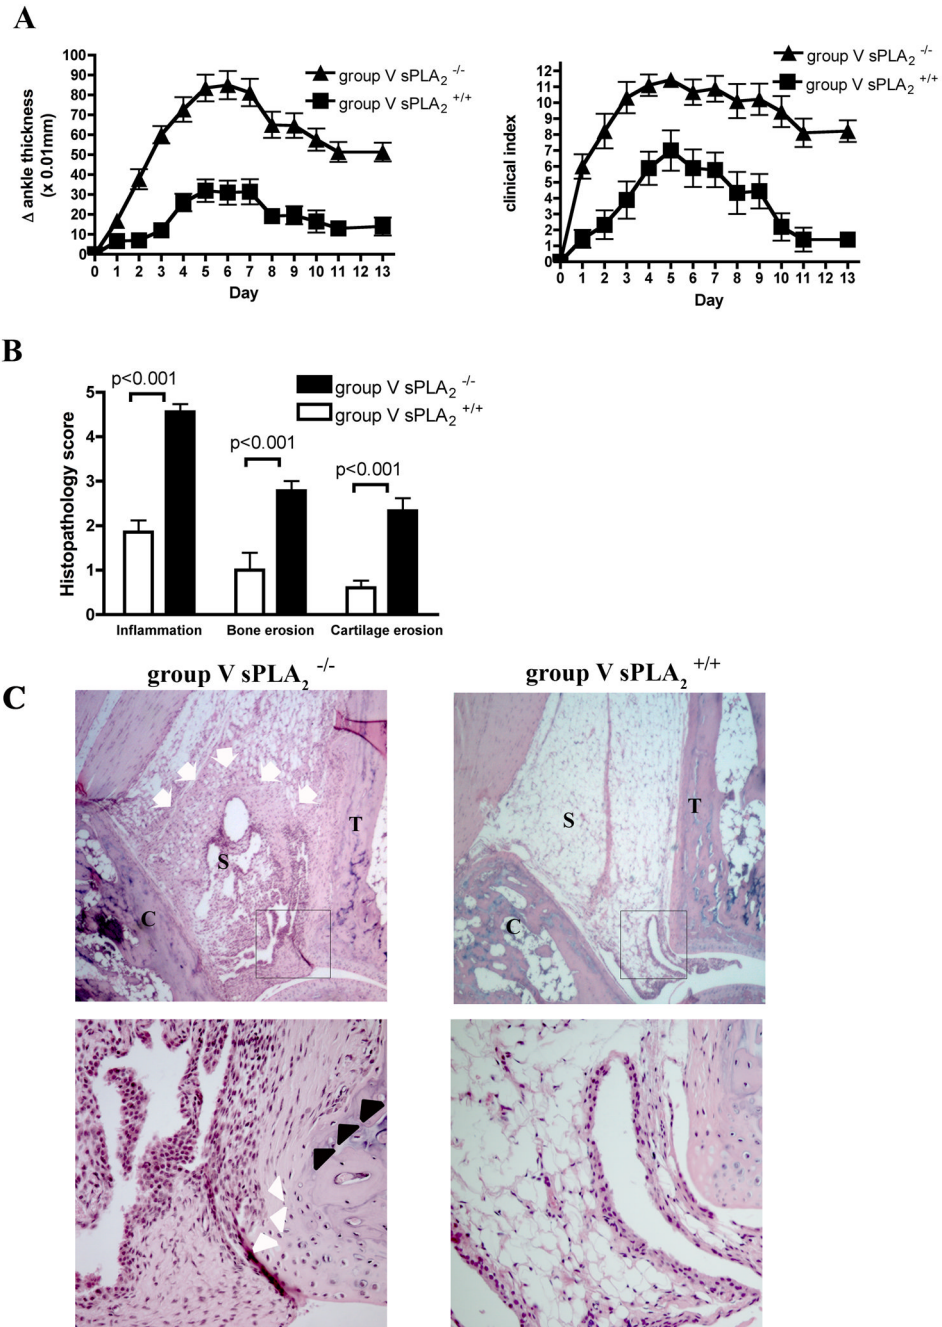 A
Δ ankle thickness
(x 0.01mm)
100
90
80
70
60
50
40
30
20
10
0
0 1 2 3 4 5 6 7 8 9 10 11 12 13
Day
group V sPLA₂ -/-
group V sPLA₂ +/+
clinical index
12
11
10
9
8
7
6
5
4
3
2
1
0
0 1 2 3 4 5 6 7 8 9 10 11 12 13
Day
group V sPLA₂ -/-
group V sPLA₂ +/+
B
Histopathology score
5
4
3
2
1
0
p<0.001
p<0.001
p<0.001
group V sPLA₂ -/-
group V sPLA₂ +/+
Inflammation Bone erosion Cartilage erosion
C
group V sPLA₂ -/-
group V sPLA₂ +/+
T
S
C
S
T
C